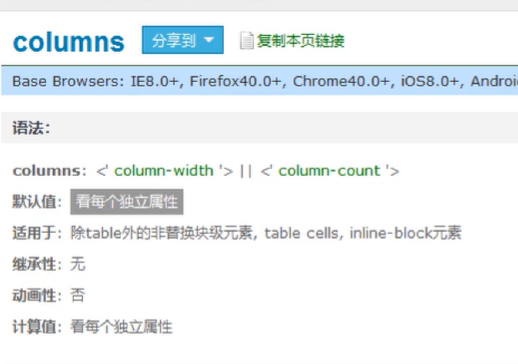 columns 分享到 复制本页链接
Base Browsers: IE8.0+, Firefox40.0+, Chrome40.0+, iOS8.0+, Androi
语法:
columns: <' column-width '> || <' column-count '>
默认值: 看每个独立属性
适用于: 除table外的非替换块级元素, table cells, inline-block元素
继承性: 无
动画性: 否
计算值: 看每个独立属性